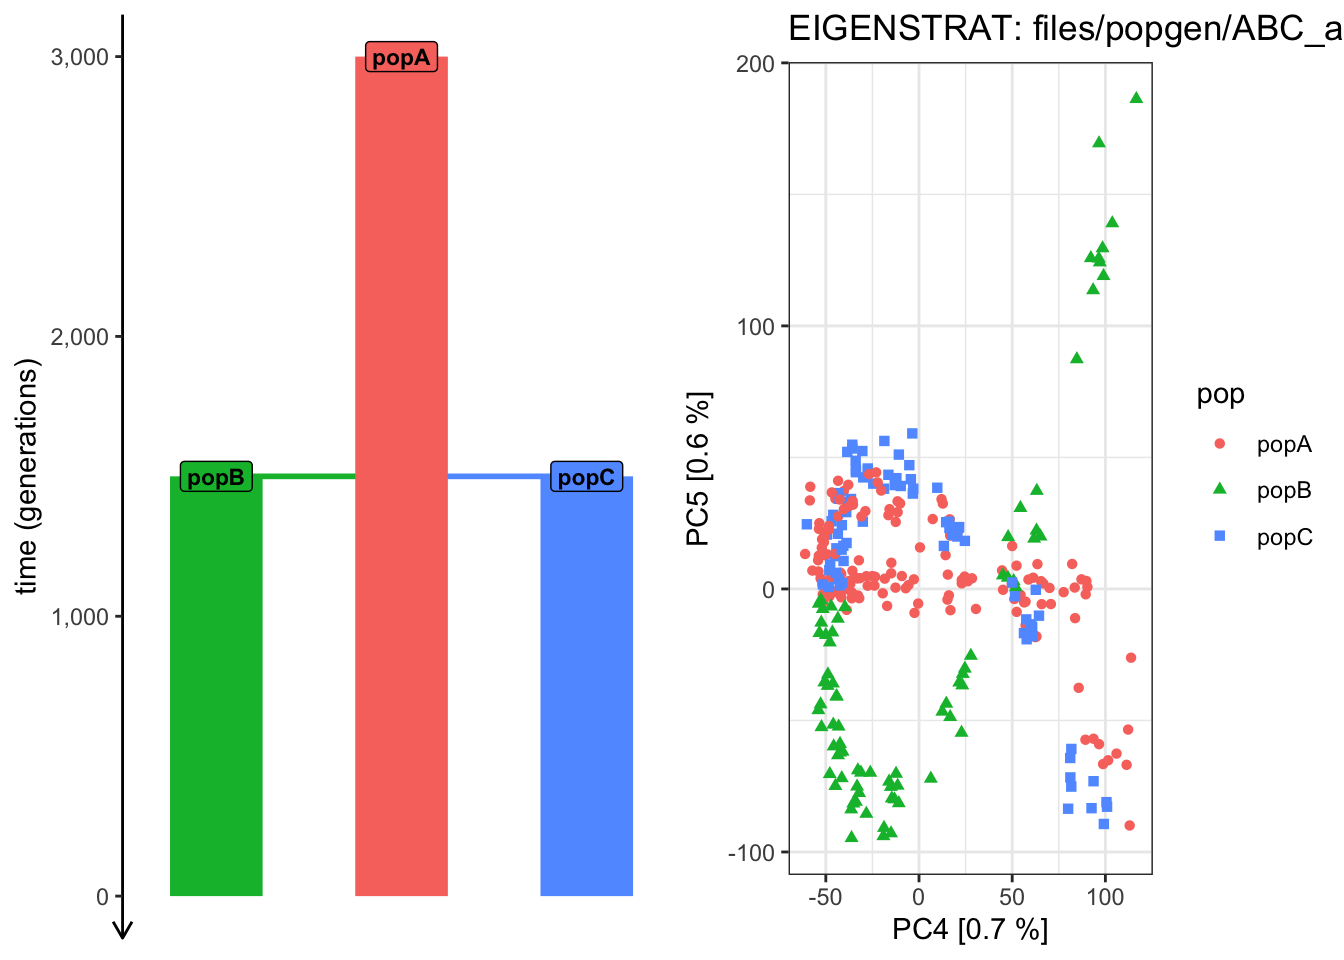 time (generations)
3,000
2,000
1,000
0
popA
popB
popC
EIGENSTRAT: files/popgen/ABC_a
PC5 [0.6 %]
200
100
0
-100
-50
0
50
100
PC4 [0.7 %]
pop
popA
popB
popC